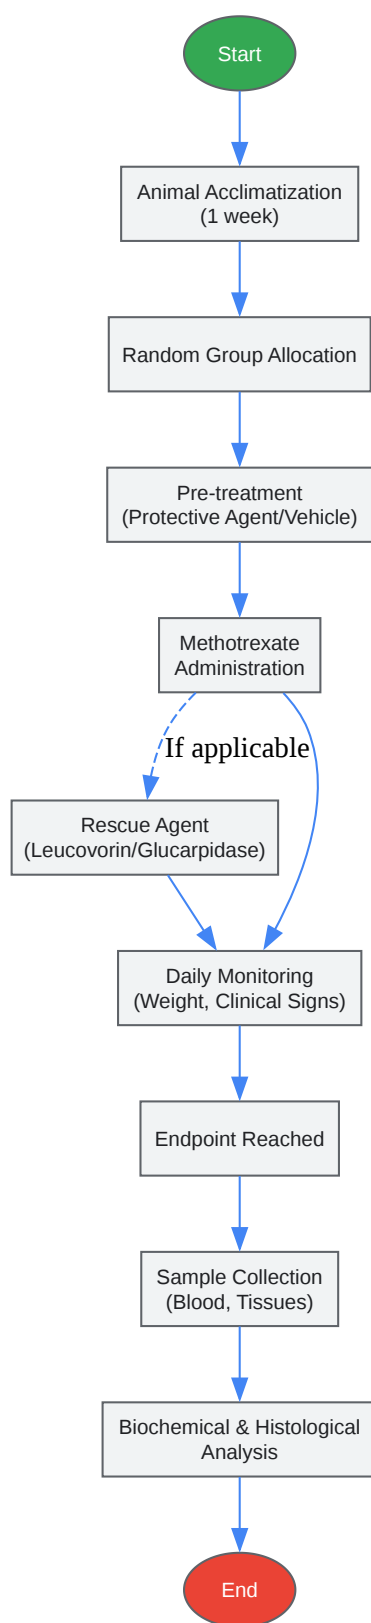 Start
Animal Acclimatization
(1 week)
Random Group Allocation
Pre-treatment
(Protective Agent/Vehicle)
Methotrexate
Administration
If applicable
Rescue Agent
(Leucovorin/Glucarpidase)
Daily Monitoring
(Weight, Clinical Signs)
Endpoint Reached
Sample Collection
(Blood, Tissues)
Biochemical & Histological
Analysis
End